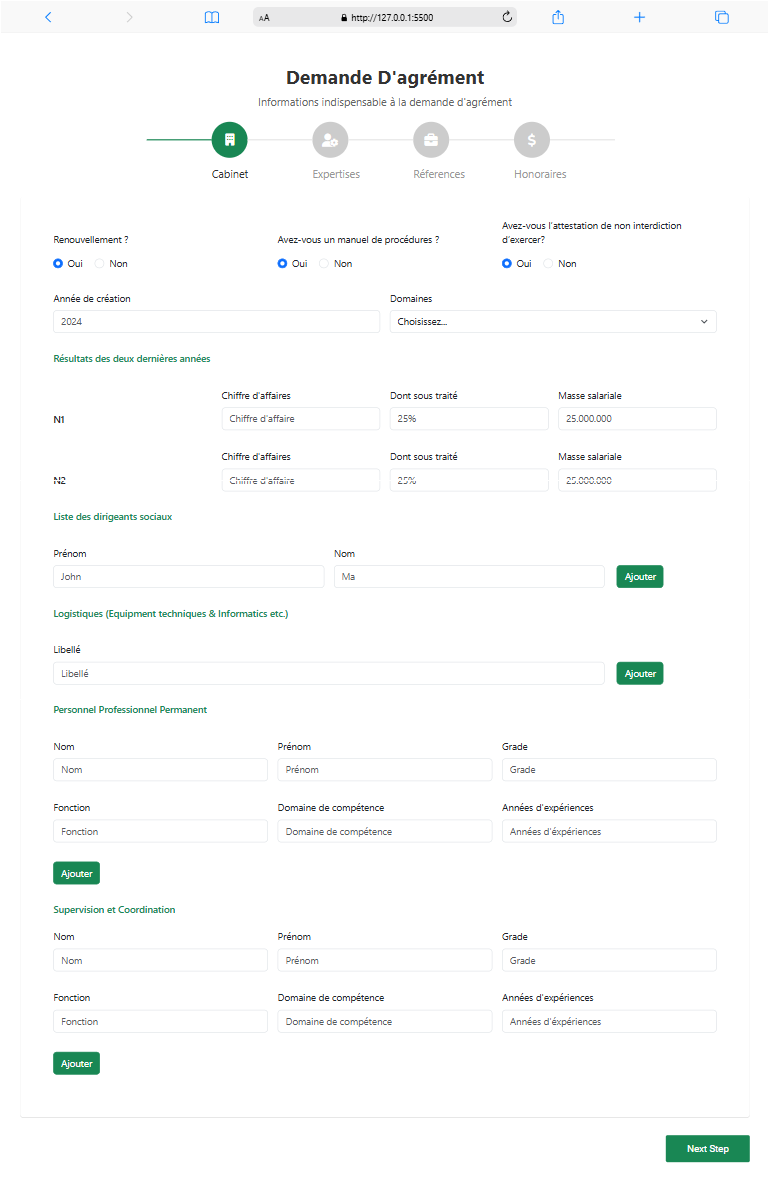 AA
http://127.0.0.1:5500
Demande D'agrément
Informations indispensable à la demande d'agrément
Cabinet Expertises Réferences Honoraires
Renouvellement ? Avez-vous un manuel de procédures ? Avez-vous l'attestation de non interdiction
d'exercer?
Oui Non Oui Non Oui Non
Année de création Domaines
2024 Choisissez...
Résultats des deux dernières années
Chiffre d'affaires Dont sous traité Masse salariale
N1 Chiffre d'affaire 25% 25.000.000
Chiffre d'affaires Dont sous traité Masse salariale
N2 Chiffre d'affaire 25% 25.000.000
Liste des dirigeants sociaux
Prénom Nom
John Ma Ajouter
Logistiques (Equipment techniques & Informatics etc.)
Libellé
Libellé Ajouter
Personnel Professionnel Permanent
Nom Prénom Grade
Nom Prénom Grade
Fonction Domaine de compétence Années d'expériences
Fonction Domaine de compétence Années d'éxpériences
Ajouter
Supervision et Coordination
Nom Prénom Grade
Nom Prénom Grade
Fonction Domaine de compétence Années d'expériences
Fonction Domaine de compétence Années d'éxpériences
Ajouter
Next Step